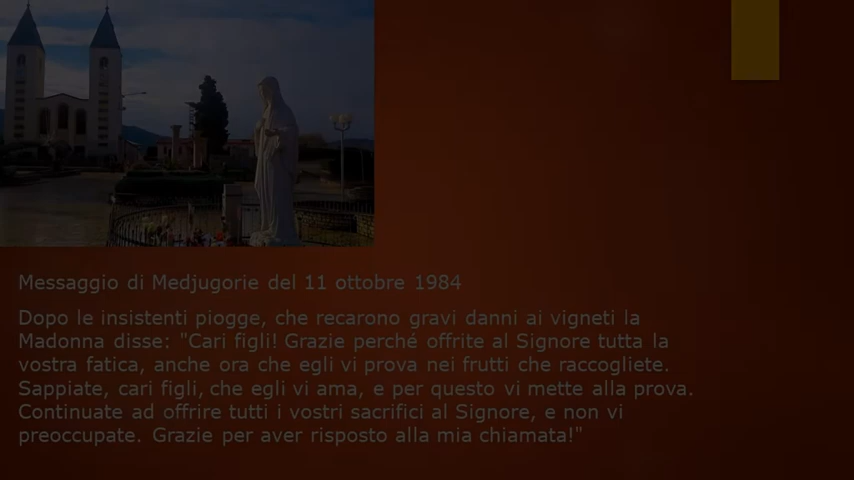 Messaggio di Medjugorie del 11 ottobre 1984
Dopo le insistenti piogge, che recarono gravi danni ai vigneti la
Madonna disse: "Cari figli! Grazie perché offrite al Signore tutta la
vostra fatica, anche ora che egli vi prova nei frutti che raccogliete.
Sappiate, cari figli, che egli vi ama, e per questo vi mette alla prova.
Continuate ad offrire tutti i vostri sacrifici al Signore, e non vi
preoccupate. Grazie per aver risposto alla mia chiamata!"